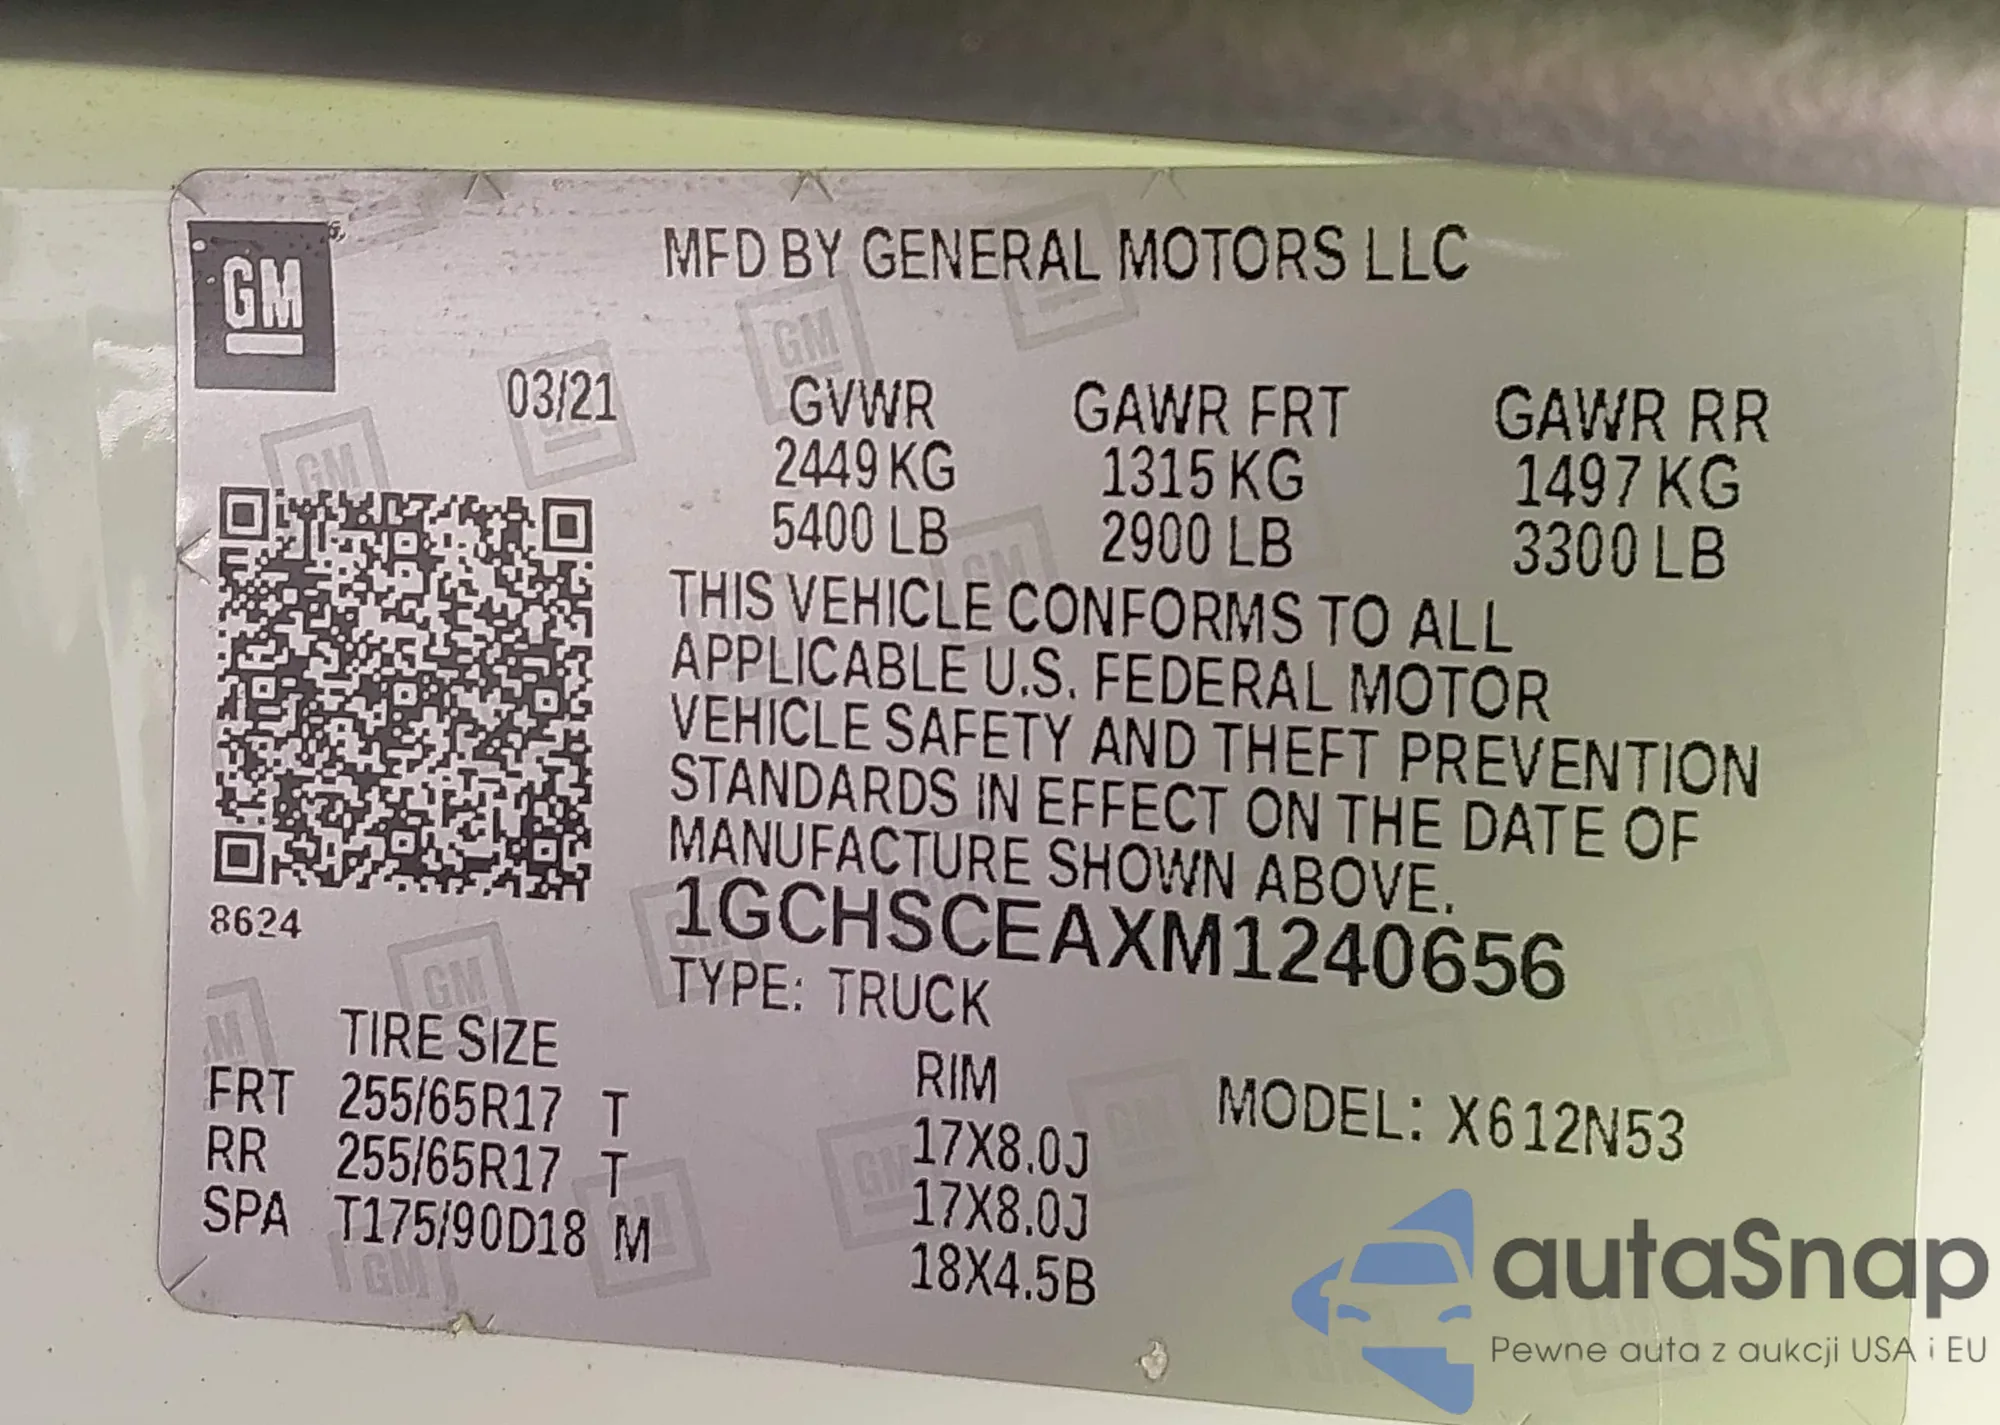 GM
MFD BY GENERAL MOTORS LLC
03/21
GVWR GAWR FRT GAWR RR
2449 KG 1315 KG 1497 KG
5400 LB 2900 LB 3300 LB
THIS VEHICLE CONFORMS TO ALL
APPLICABLE U.S. FEDERAL MOTOR
VEHICLE SAFETY AND THEFT PREVENTION
STANDARDS IN EFFECT ON THE DATE OF
MANUFACTURE SHOWN ABOVE.
8624
1GCHSCEAXM1240656
TYPE: TRUCK
TIRE SIZE RIM
FRT 255/65R17 T 17X8.0J
RR 255/65R17 T 17X8.0J
SPA T175/90D18 M 18X4.5B
MODEL: X612N53
autaSnap
Pewne auta z aukcji USA i EU